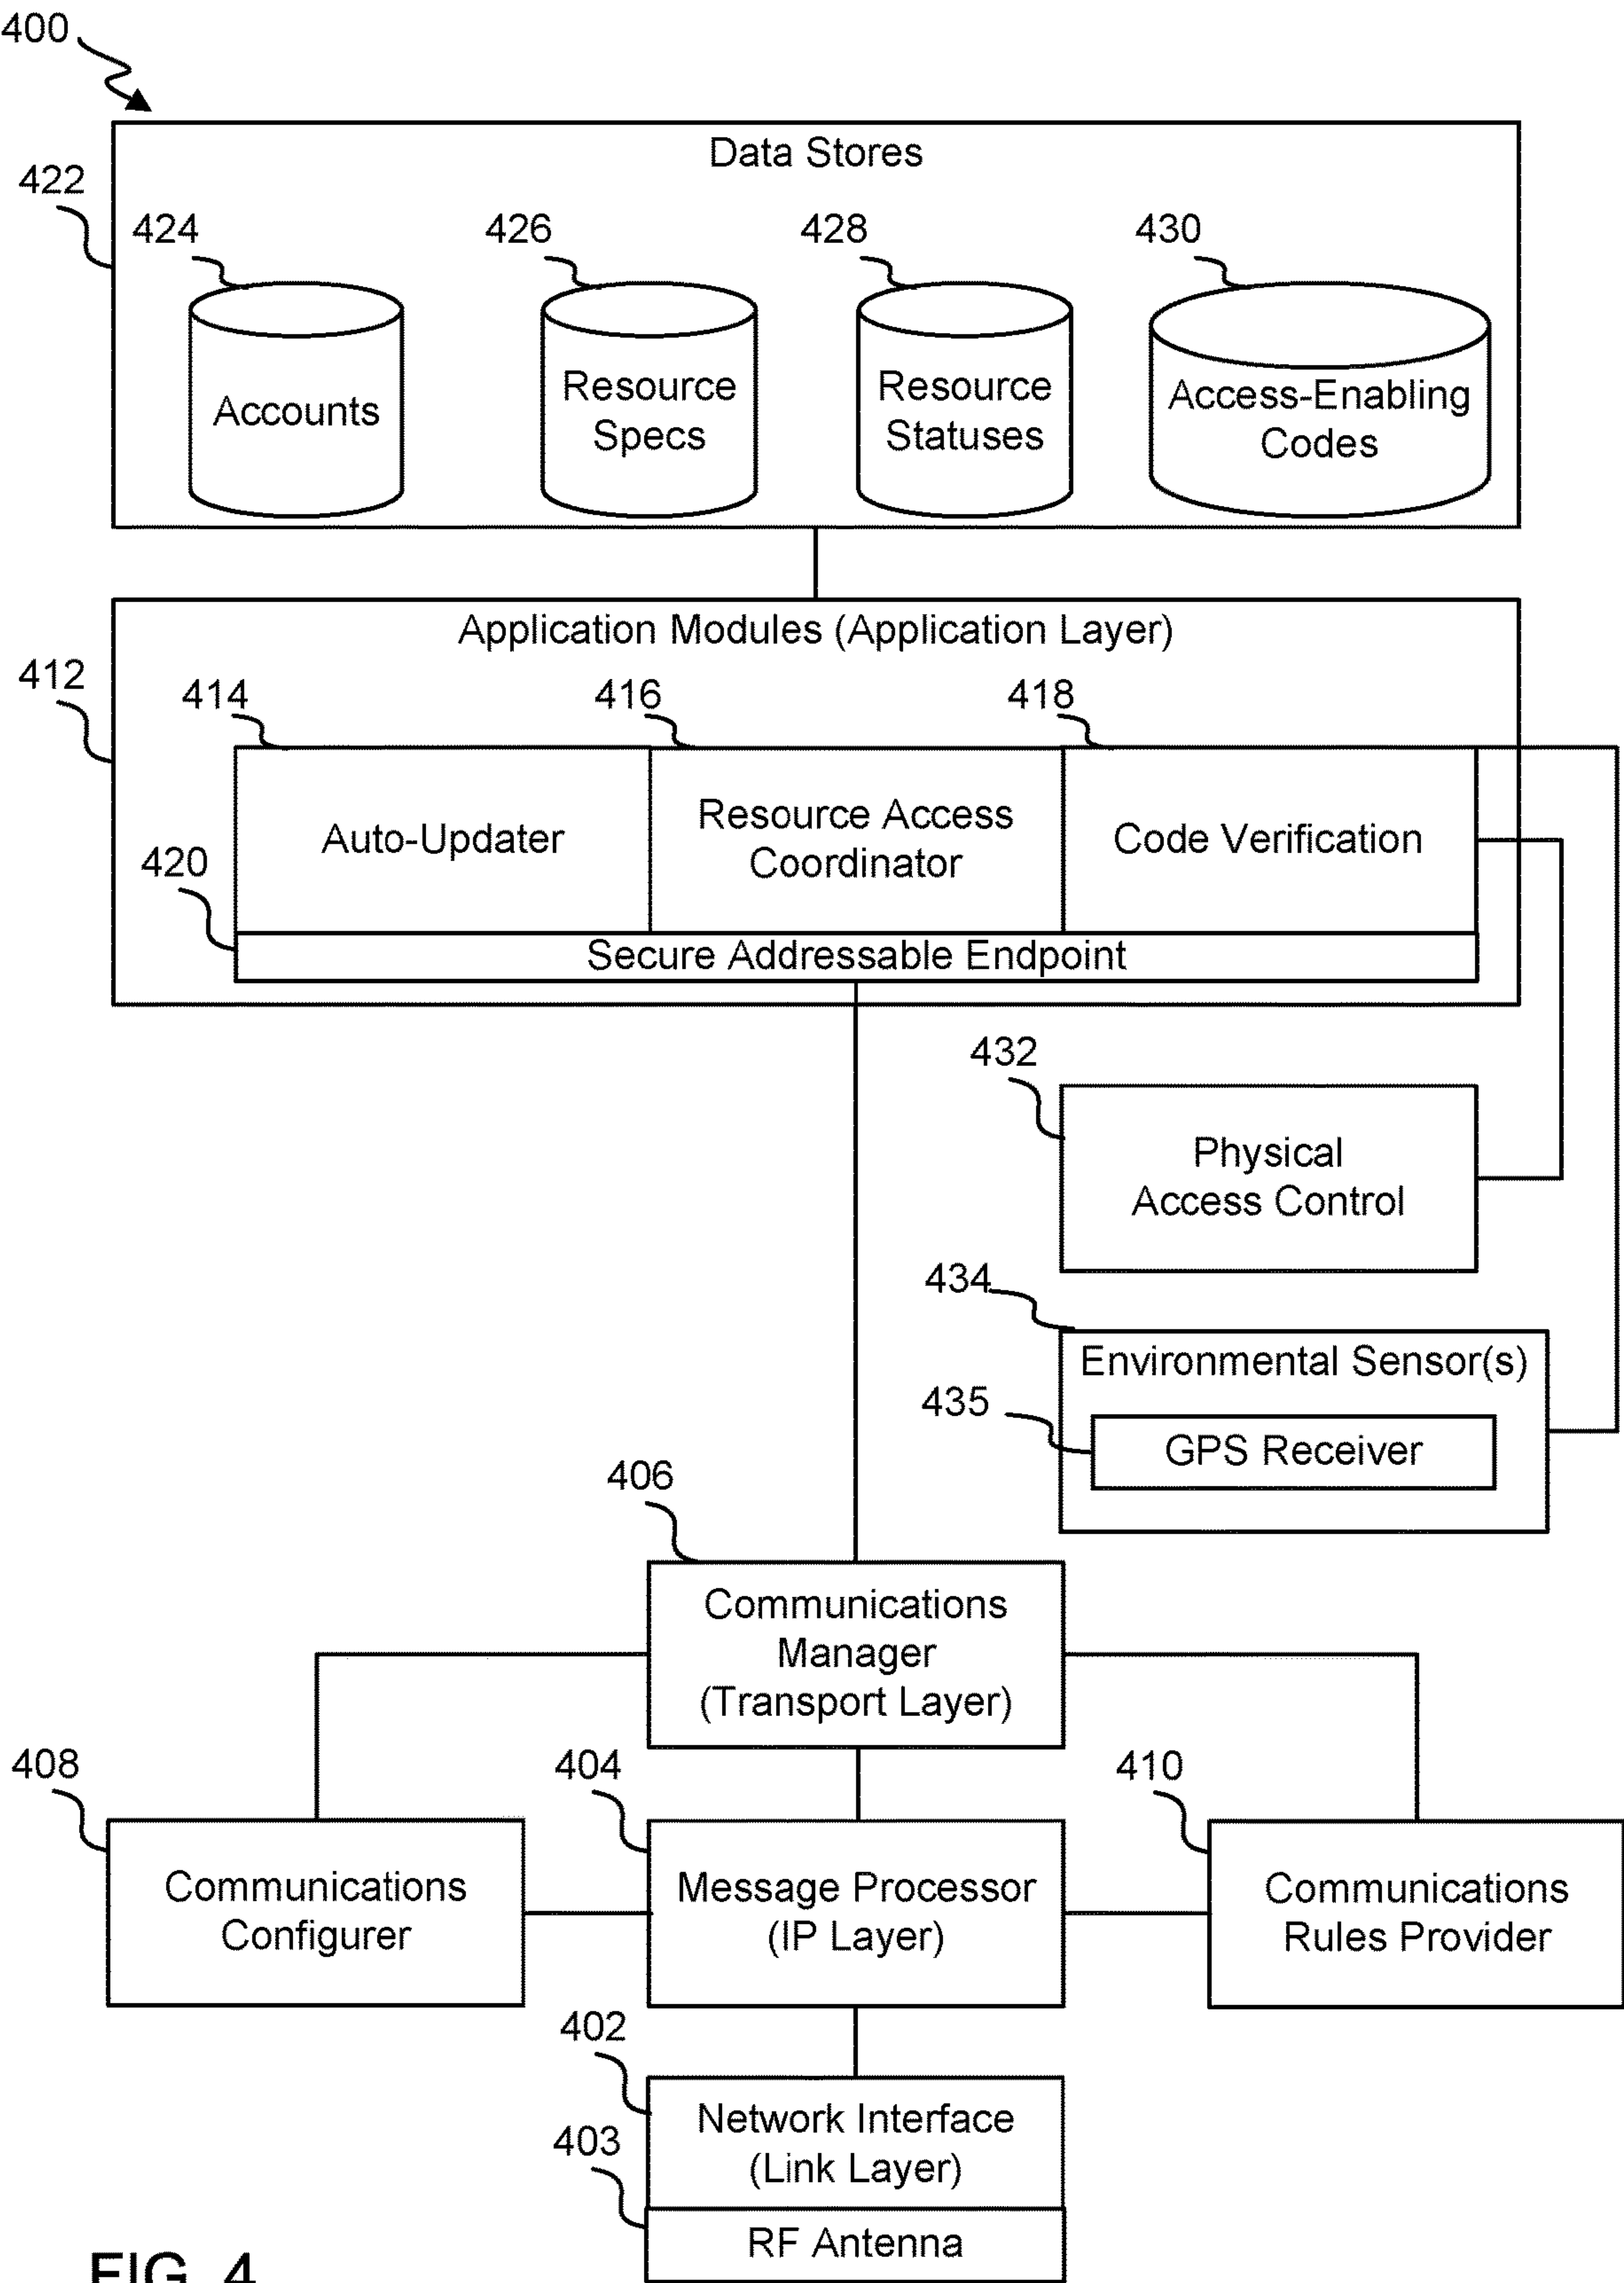 400
Data Stores
422
424
426
428
430
Accounts
Resource
Specs
Resource
Statuses
Access-Enabling
Codes
Application Modules (Application Layer)
412
414
416
418
Auto-Updater
Resource Access
Coordinator
Code Verification
420
Secure Addressable Endpoint
432
Physical
Access Control
434
Environmental Sensor(s)
435
GPS Receiver
406
Communications
Manager
(Transport Layer)
408
404
410
Communications
Configurer
Message Processor
(IP Layer)
Communications
Rules Provider
402
Network Interface
(Link Layer)
403
RF Antenna
FIG. 4